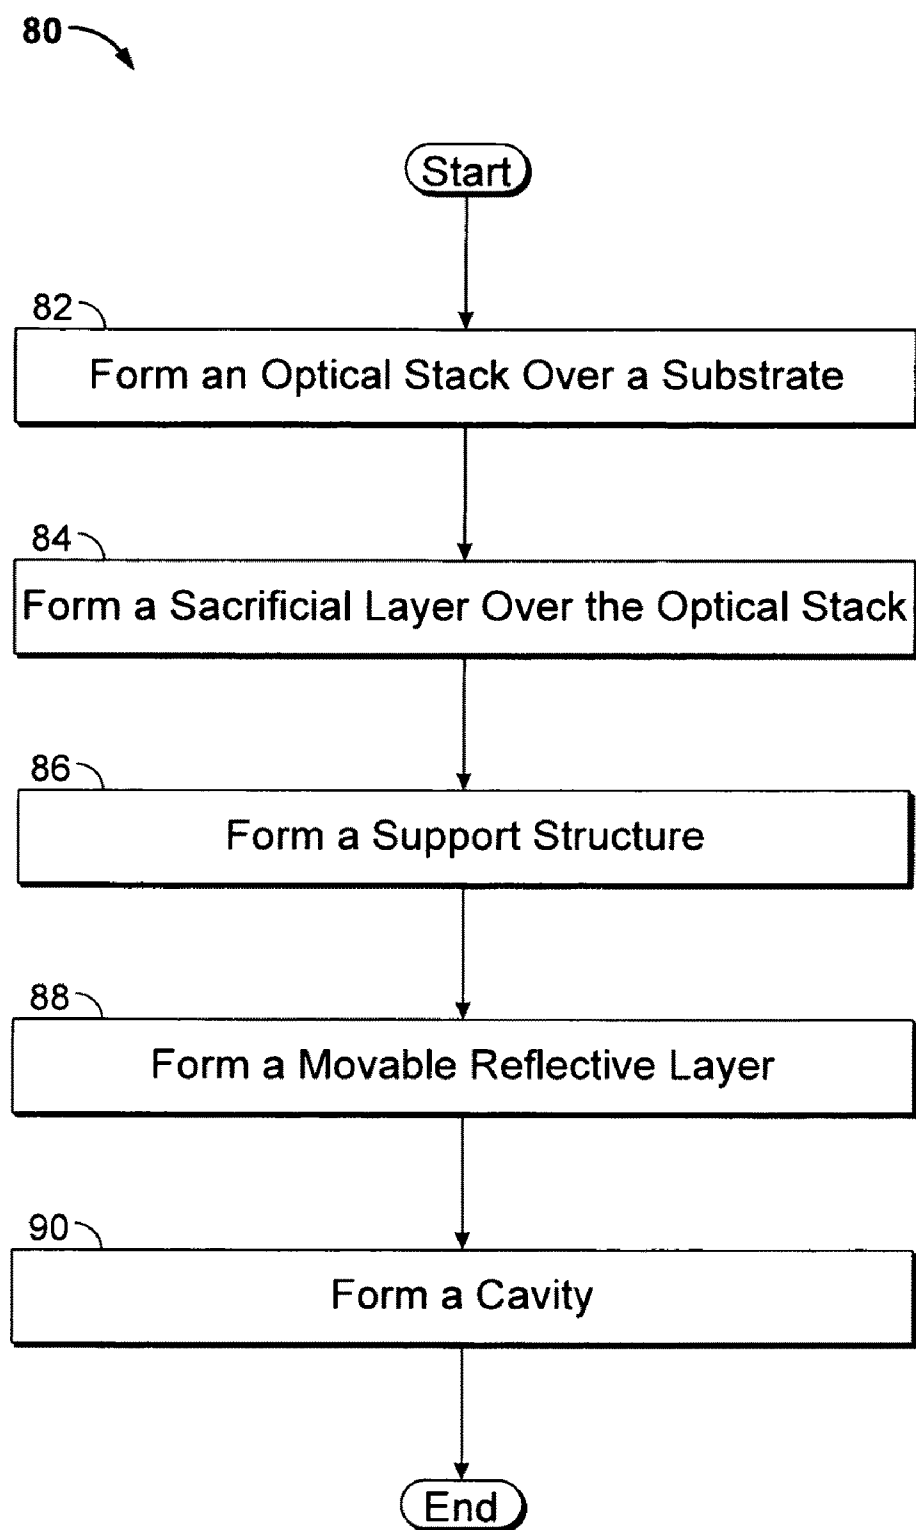 80
Start
82
Form an Optical Stack Over a Substrate
84
Form a Sacrificial Layer Over the Optical Stack
86
Form a Support Structure
88
Form a Movable Reflective Layer
90
Form a Cavity
End